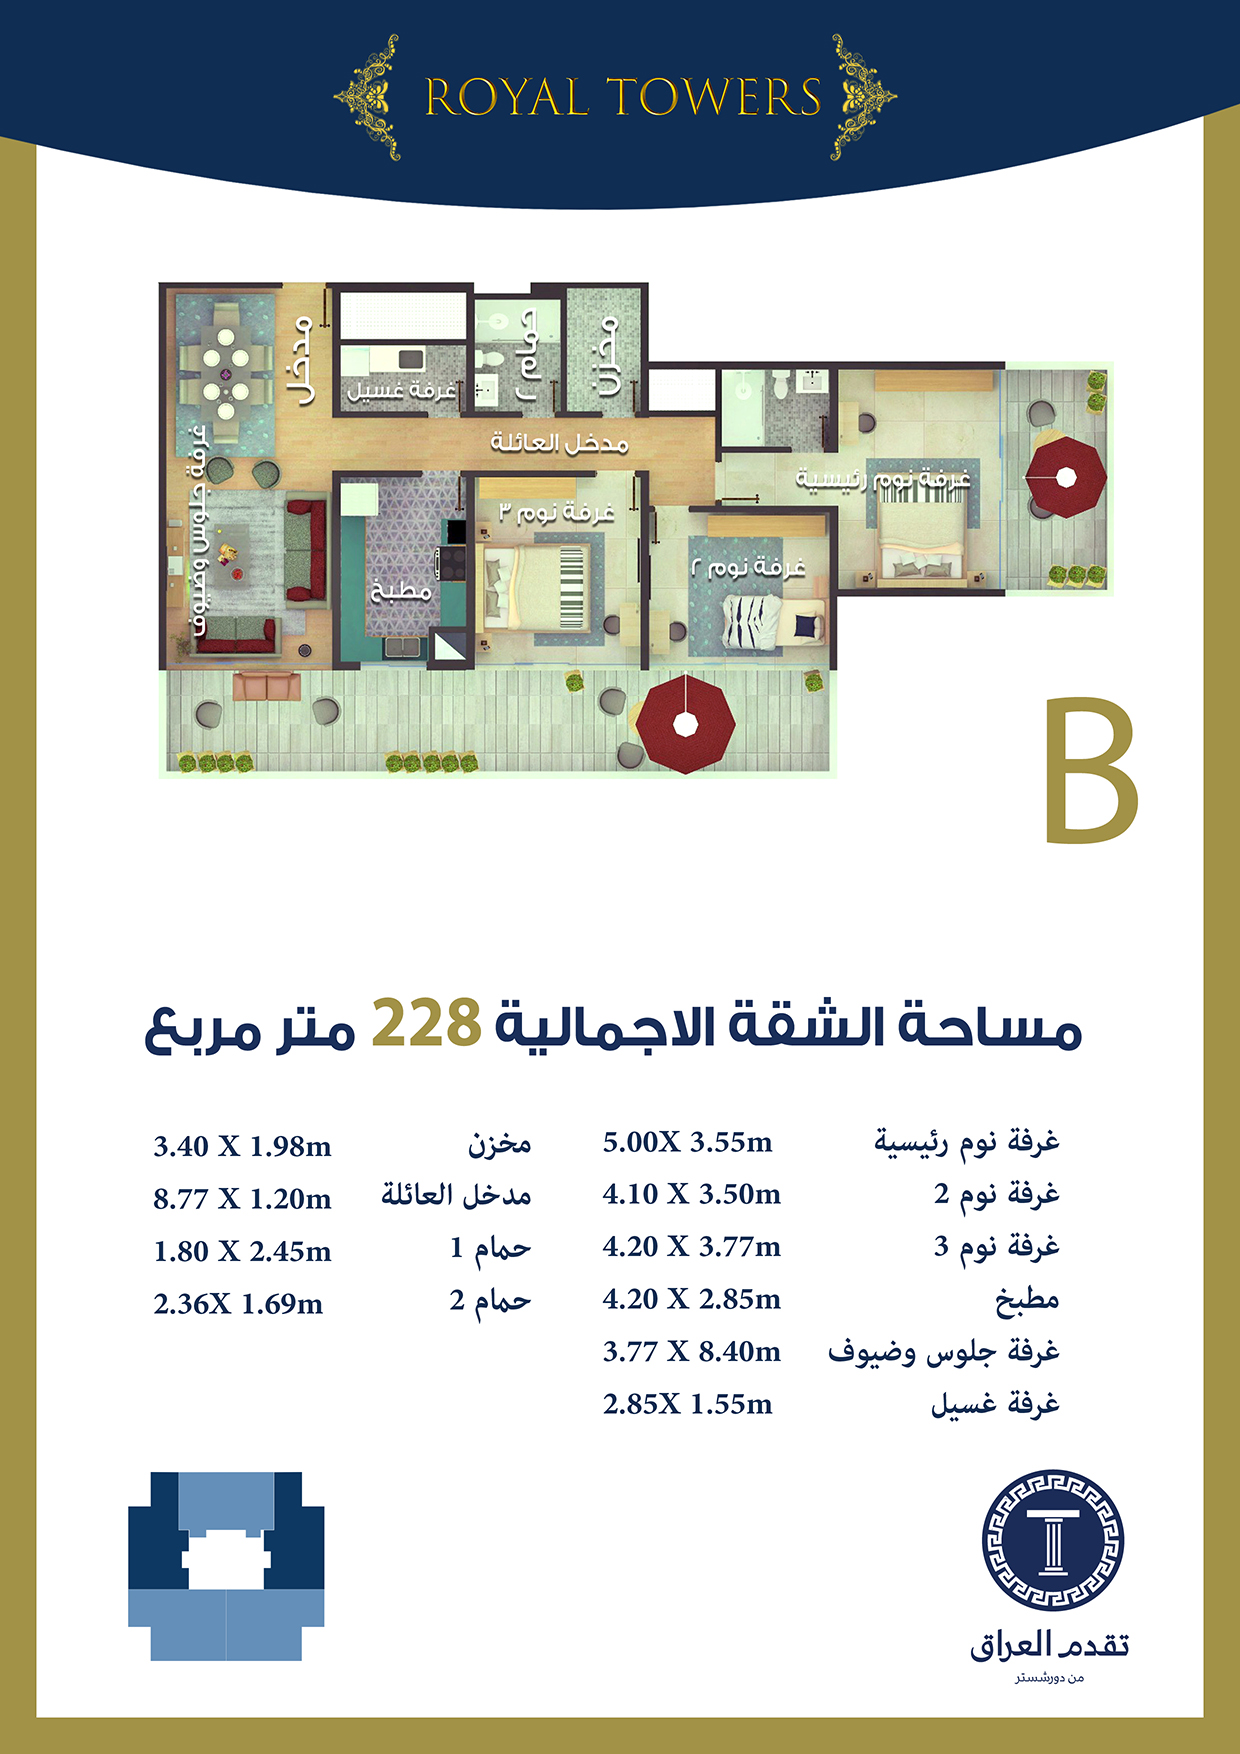 ROYAL TOWERS
مدخل
حمام ٢
مخزن
غرفة غسيل
مدخل العائلة
غرفة جلوس وضيوف
غرفة نوم رئيسية
غرفة نوم ٣
غرفة نوم ٢
مطبخ
B
مساحة الشقة الاجمالية 228 متر مربع
غرفة نوم رئيسية 5.00X 3.55m
غرفة نوم 2 4.10 X 3.50m
غرفة نوم 3 4.20 X 3.77m
مطبخ 4.20 X 2.85m
غرفة جلوس وضيوف 3.77 X 8.40m
غرفة غسيل 2.85X 1.55m
مخزن 3.40 X 1.98m
مدخل العائلة 8.77 X 1.20m
حمام 1 1.80 X 2.45m
حمام 2 2.36X 1.69m
تقدم العراق
من دورشستر